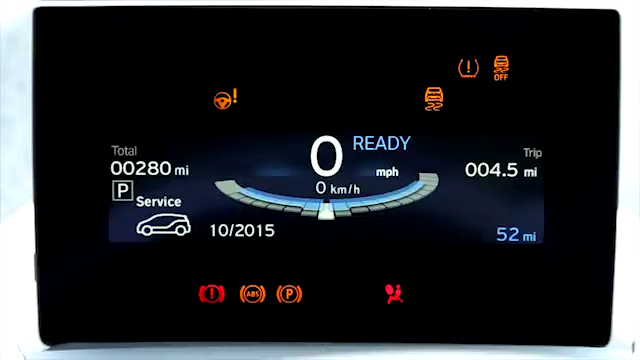 OFF
Total
00280 mi
0
READY
mph
0 km/h
Trip
004.5 mi
P
Service
10/2015
52 mi
ABS
P